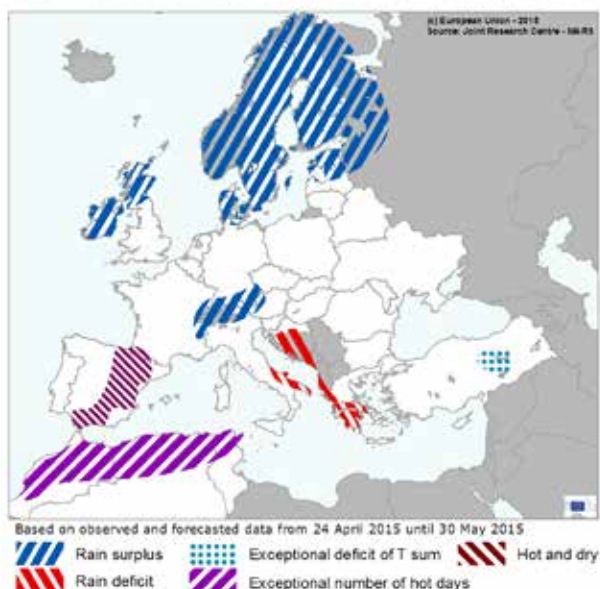 (c) European Union - 2015
Source: Joint Research Centre - MARS
Based on observed and forecasted data from 24 April 2015 until 30 May 2015
Rain surplus
Exceptional deficit of T sum
Hot and dry
Rain deficit
Exceptional number of hot days